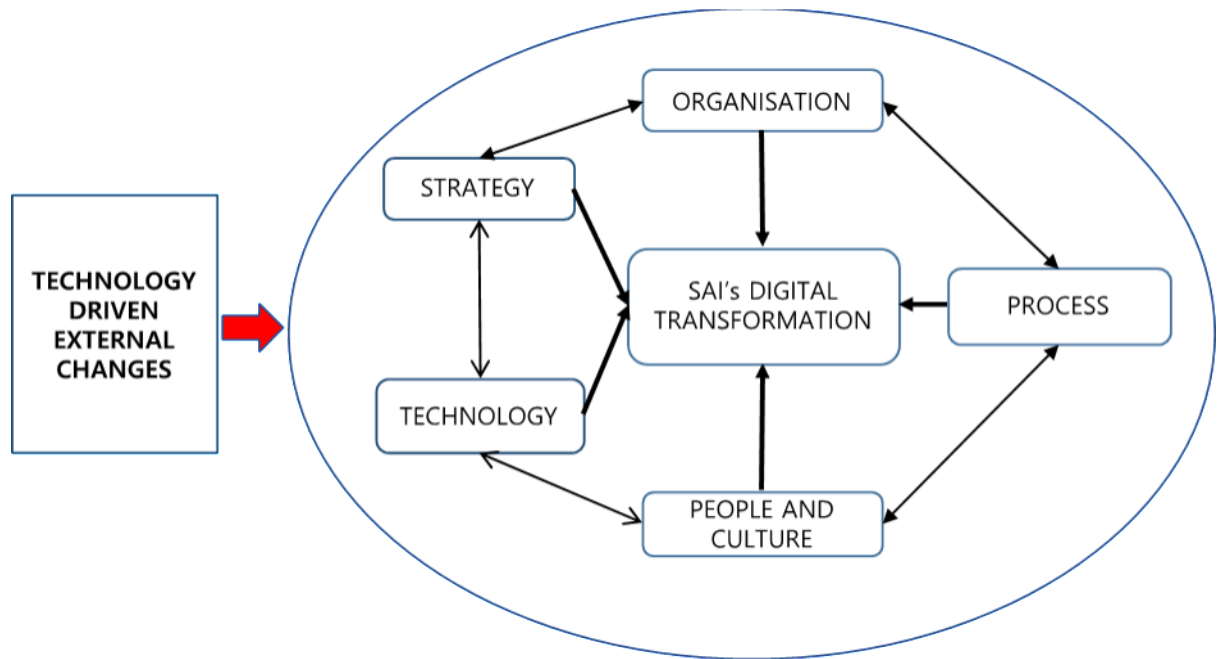 TECHNOLOGY
DRIVEN
EXTERNAL
CHANGES
ORGANISATION
STRATEGY
SAI's DIGITAL
TRANSFORMATION
PROCESS
TECHNOLOGY
PEOPLE AND
CULTURE